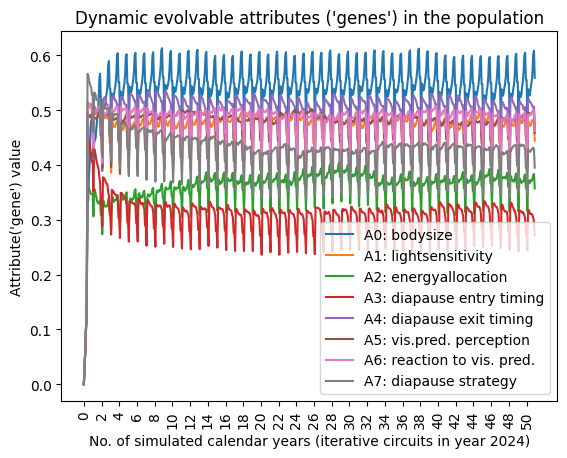 Dynamic evolvable attributes ('genes') in the population
Attribute('gene') value
0.6
0.5
0.4
0.3
0.2
0.1
0.0
A0: bodysize
A1: lightsensitivity
A2: energyallocation
A3: diapause entry timing
A4: diapause exit timing
A5: vis.pred. perception
A6: reaction to vis. pred.
A7: diapause strategy
0 2 4 6 8 10 12 14 16 18 20 22 24 26 28 30 32 34 36 38 40 42 44 46 48 50
No. of simulated calendar years (iterative circuits in year 2024)